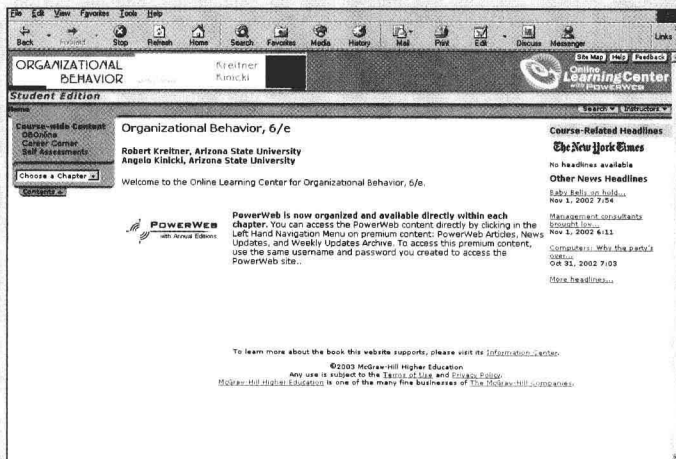 File Edit View Favorites Tools Help
Back Forward Stop Refresh Home Search Favorites Media History Mail Print Edit Discuss Messenger Links
Site Map Help Feedback
ORGANIZATIONAL
BEHAVIOR
Kreitner
Kinicki
Online
Learning Center
with POWERWEB
Student Edition
Home
Search Instructors
Course-wide Content
OBOnline
Career Corner
Self Assessments
Choose a Chapter
Contents
Organizational Behavior, 6/e
Robert Kreitner, Arizona State University
Angelo Kinicki, Arizona State University
Welcome to the Online Learning Center for Organizational Behavior, 6/e.
POWERWEB
with Annual Editions
PowerWeb is now organized and available directly within each
chapter. You can access the PowerWeb content directly by clicking in the
Left Hand Navigation Menu on premium content: PowerWeb Articles, News
Updates, and Weekly Updates Archive. To access this premium content,
use the same username and password you created to access the
PowerWeb site..
Course-Related Headlines
The New York Times
No headlines available
Other News Headlines
Baby Bells on hold...
Nov 1, 2002 7:54
Management consultants
brought low...
Nov 1, 2002 6:11
Computers: Why the party's
over...
Oct 31, 2002 7:03
More headlines...
To learn more about the book this website supports, please visit its Information Center.
©2003 McGraw-Hill Higher Education
Any use is subject to the Terms of Use and Privacy Policy.
McGraw-Hill Higher Education is one of the many fine businesses of The McGraw-Hill Companies.